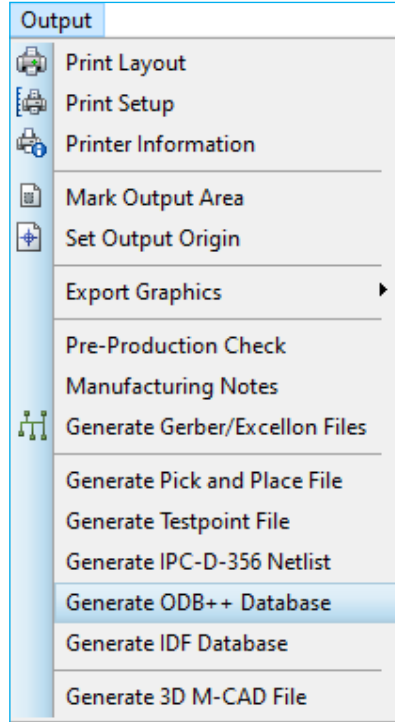 Output
Print Layout
Print Setup
Printer Information
Mark Output Area
Set Output Origin
Export Graphics
Pre-Production Check
Manufacturing Notes
Generate Gerber/Excellon Files
Generate Pick and Place File
Generate Testpoint File
Generate IPC-D-356 Netlist
Generate ODB++ Database
Generate IDF Database
Generate 3D M-CAD File